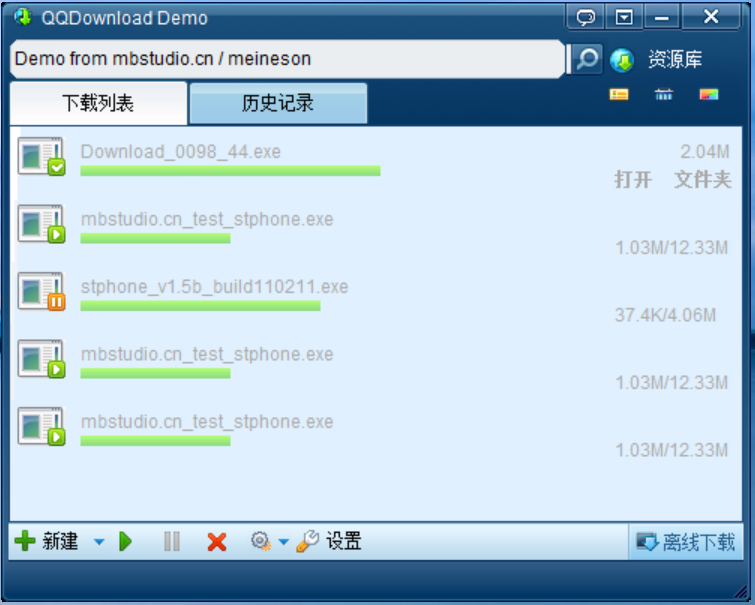 QQDownload Demo
Demo from mbstudio.cn / meineson
资源库
下载列表 历史记录
Download_0098_44.exe 2.04M
打开 文件夹
mbstudio.cn_test_stphone.exe
1.03M/12.33M
stphone_v1.5b_build110211.exe
37.4K/4.06M
mbstudio.cn_test_stphone.exe
1.03M/12.33M
mbstudio.cn_test_stphone.exe
1.03M/12.33M
新建 设置 离线下载